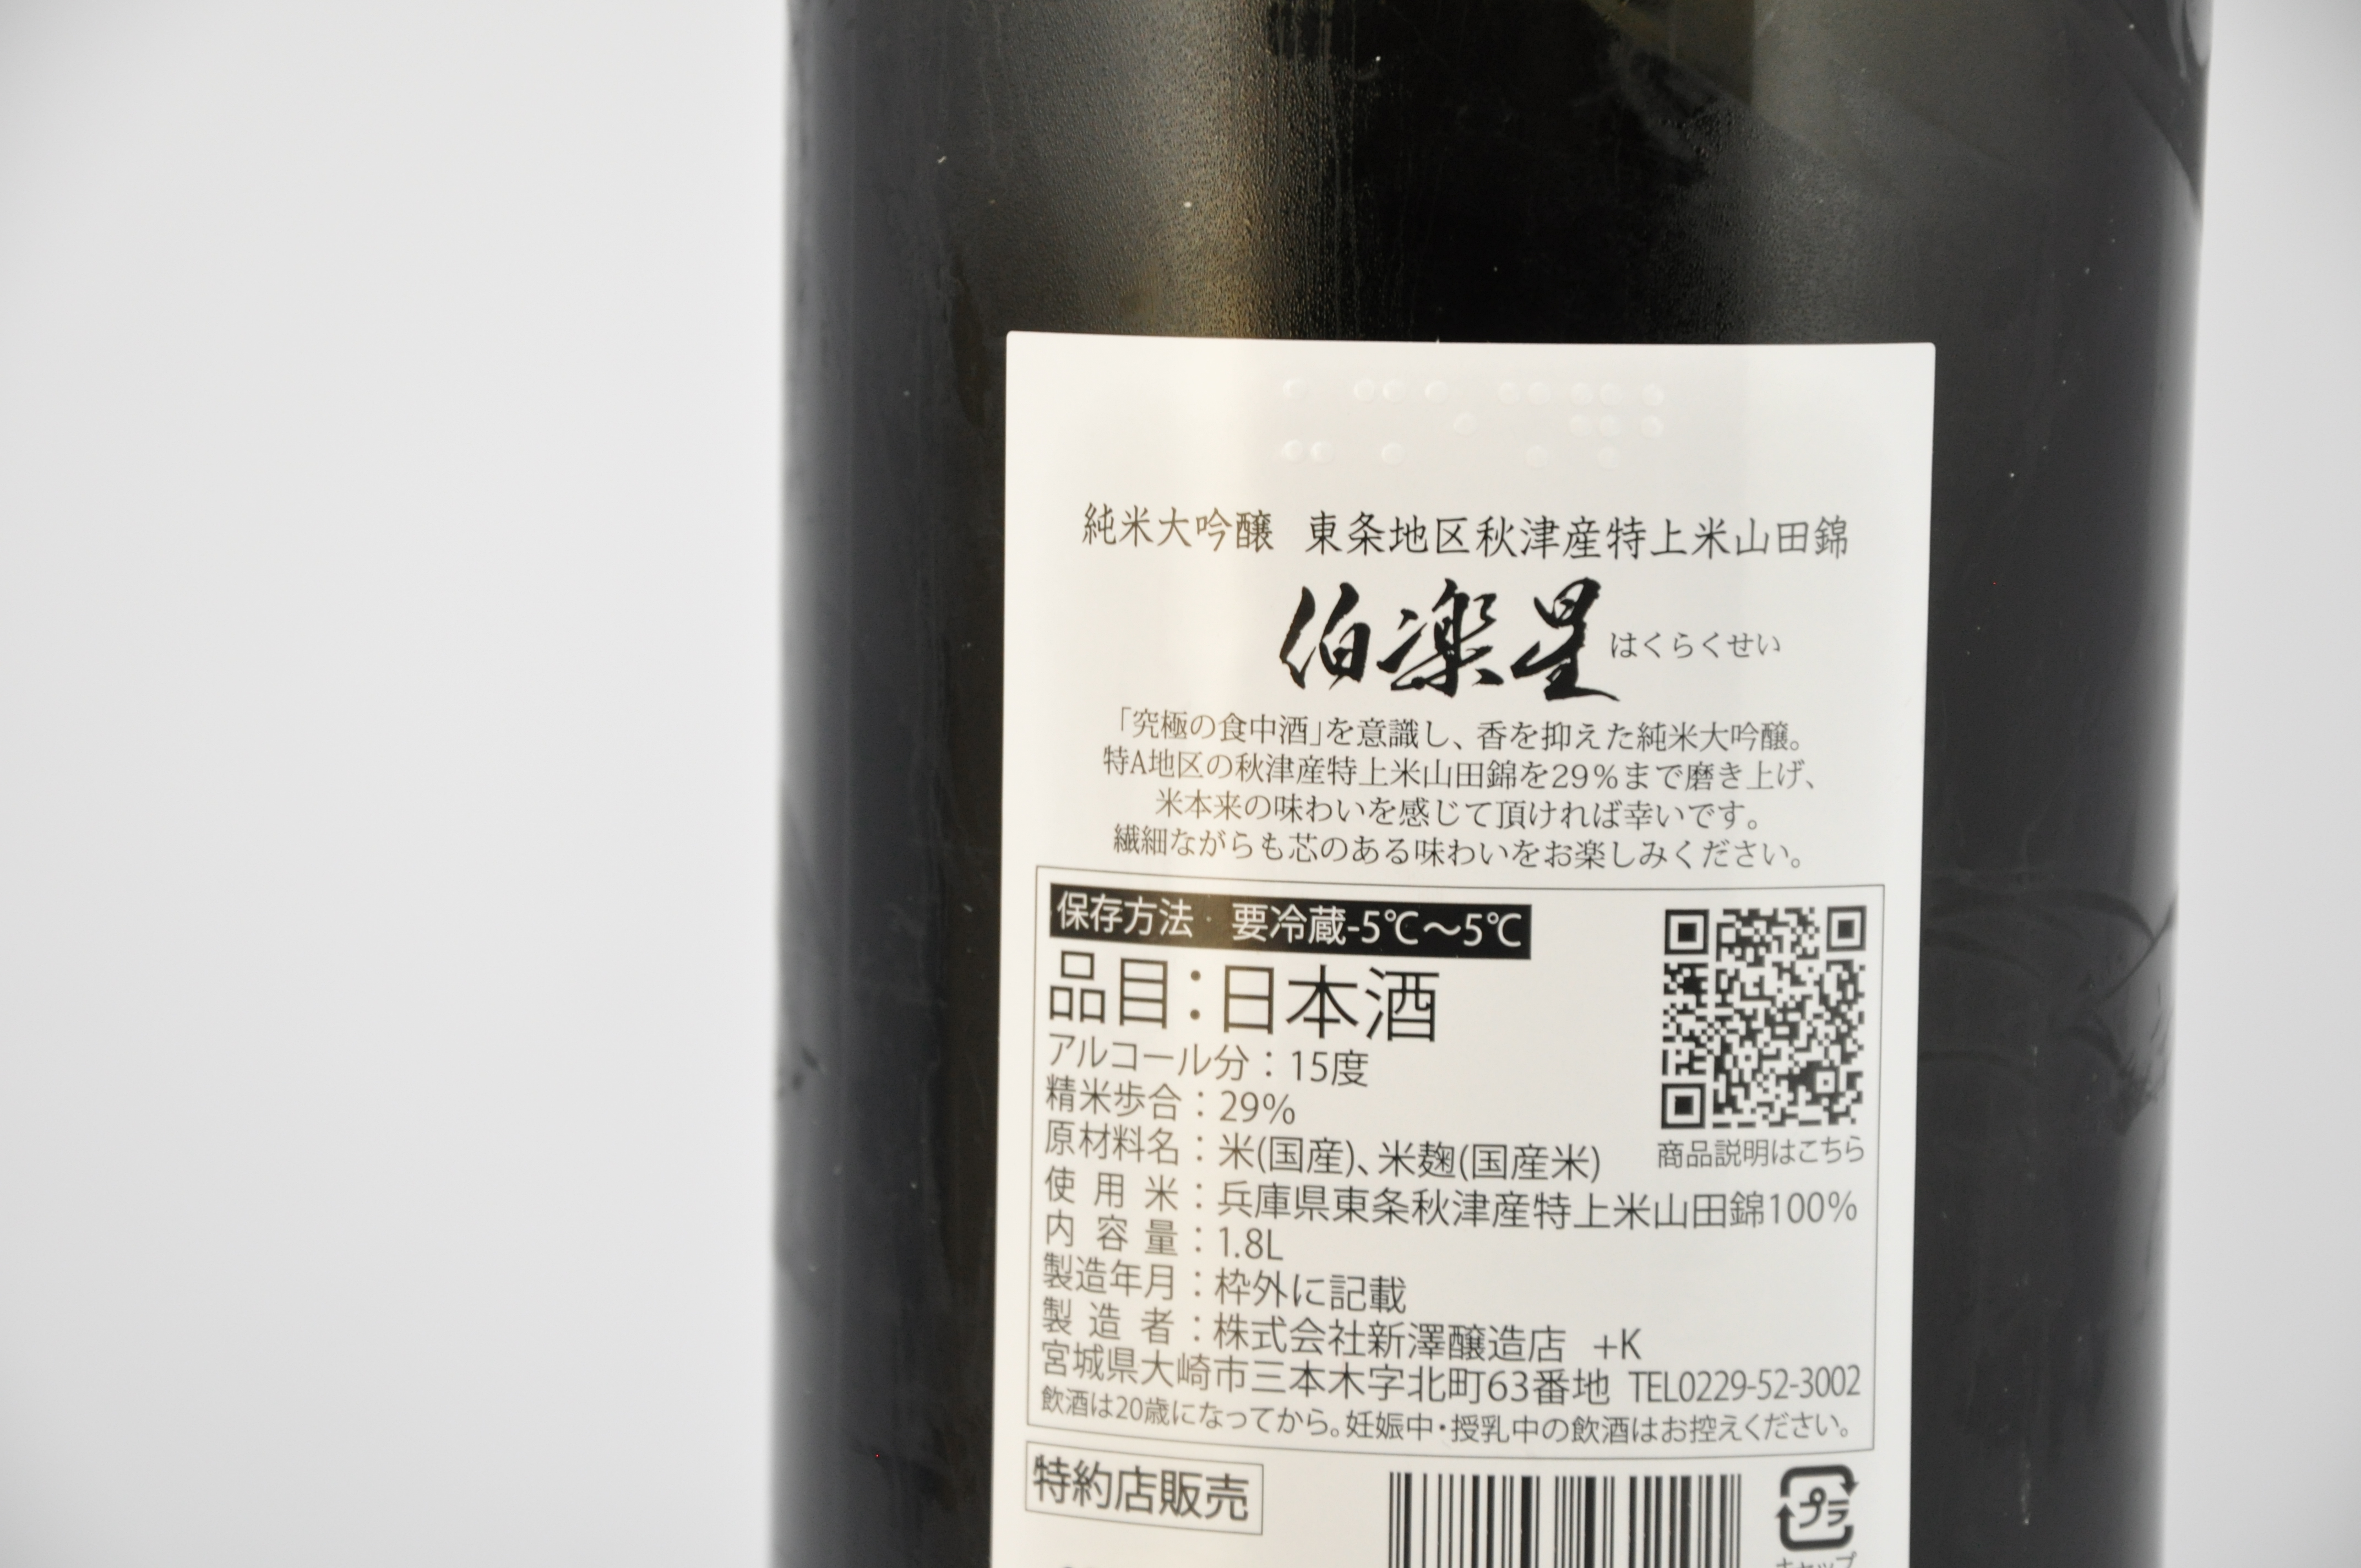 純米大吟醸 東条地区秋津産特上米山田錦
伯楽星 はくらくせい
「究極の食中酒」を意識し、香を抑えた純米大吟醸。
特A地区の秋津産特上米山田錦を29%まで磨き上げ、
米本来の味わいを感じて頂ければ幸いです。
繊細ながらも芯のある味わいをお楽しみください。
保存方法 要冷蔵-5℃〜5℃
品目：日本酒
アルコール分：15度
精米歩合：29%
原材料名：米(国産)、米麹(国産米)
商品説明はこちら
使用米：兵庫県東条秋津産特上米山田錦100%
内容量：1.8L
製造年月：枠外に記載
製造者：株式会社新澤醸造店 +K
宮城県大崎市三本木字北町63番地 TEL0229-52-3002
飲酒は20歳になってから。妊娠中・授乳中の飲酒はお控えください。
特約店販売
プラ
キャップ